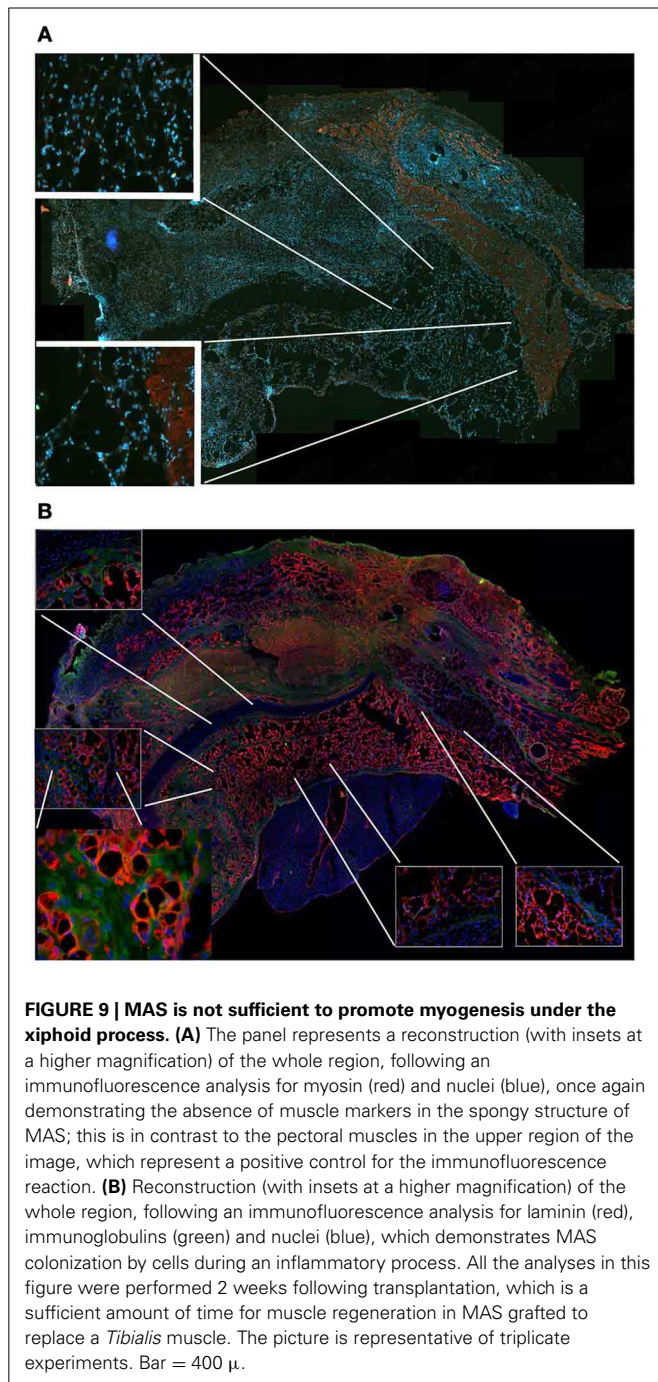 A
B
FIGURE 9 | MAS is not sufficient to promote myogenesis under the
xiphoid process. (A) The panel represents a reconstruction (with insets at
a higher magnification) of the whole region, following an
immunofluorescence analysis for myosin (red) and nuclei (blue), once again
demonstrating the absence of muscle markers in the spongy structure of
MAS; this is in contrast to the pectoral muscles in the upper region of the
image, which represent a positive control for the immunofluorescence
reaction. (B) Reconstruction (with insets at a higher magnification) of the
whole region, following an immunofluorescence analysis for laminin (red),
immunoglobulins (green) and nuclei (blue), which demonstrates MAS
colonization by cells during an inflammatory process. All the analyses in this
figure were performed 2 weeks following transplantation, which is a
sufficient amount of time for muscle regeneration in MAS grafted to
replace a Tibialis muscle. The picture is representative of triplicate
experiments. Bar = 400 μ.